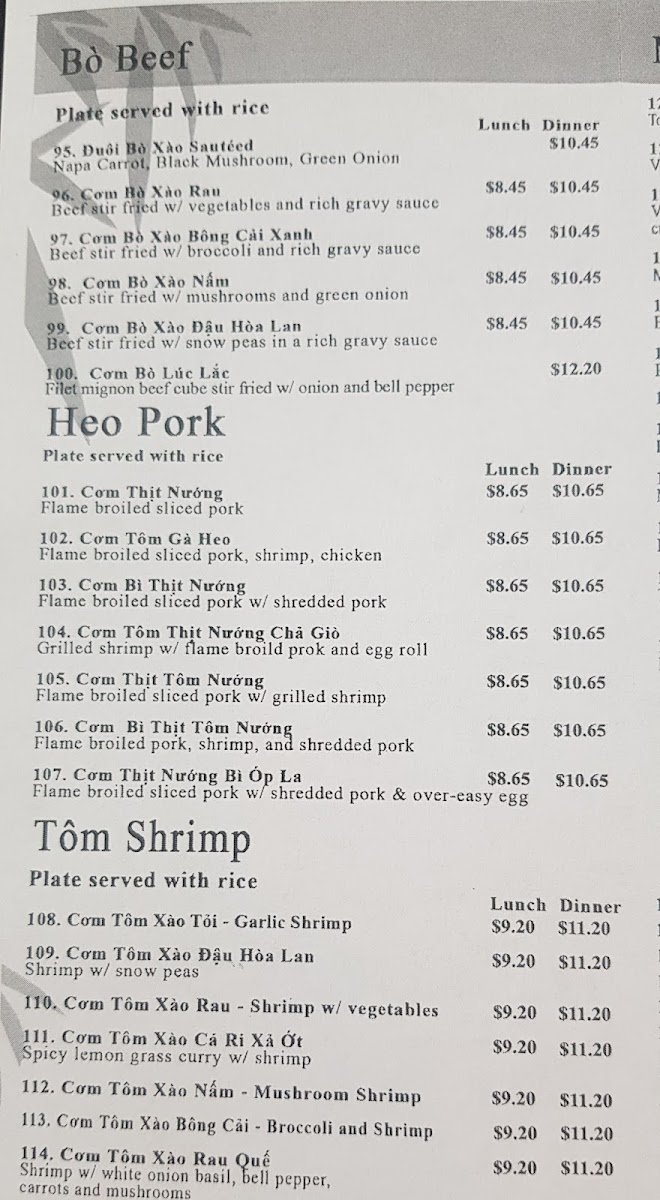 Bò Beef
Plate served with rice
Lunch Dinner
95. Đuôi Bò Xào Sautéed $10.45
Napa Carrot, Black Mushroom, Green Onion
96. Cơm Bò Xào Rau $8.45 $10.45
Beef stir fried w/ vegetables and rich gravy sauce
97. Cơm Bò Xào Bông Cải Xanh $8.45 $10.45
Beef stir fried w/ broccoli and rich gravy sauce
98. Cơm Bò Xào Nấm $8.45 $10.45
Beef stir fried w/ mushrooms and green onion
99. Cơm Bò Xào Đậu Hòa Lan $8.45 $10.45
Beef stir fried w/ snow peas in a rich gravy sauce
100. Cơm Bò Lúc Lắc $12.20
Filet mignon beef cube stir fried w/ onion and bell pepper
Heo Pork
Plate served with rice
Lunch Dinner
101. Cơm Thịt Nướng $8.65 $10.65
Flame broiled sliced pork
102. Cơm Tôm Gà Heo $8.65 $10.65
Flame broiled sliced pork, shrimp, chicken
103. Cơm Bì Thịt Nướng $8.65 $10.65
Flame broiled sliced pork w/ shredded pork
104. Cơm Tôm Thịt Nướng Chả Giò $8.65 $10.65
Grilled shrimp w/ flame broild prok and egg roll
105. Cơm Thịt Tôm Nướng $8.65 $10.65
Flame broiled sliced pork w/ grilled shrimp
106. Cơm Bì Thịt Tôm Nướng $8.65 $10.65
Flame broiled pork, shrimp, and shredded pork
107. Cơm Thịt Nướng Bì Óp La $8.65 $10.65
Flame broiled sliced pork w/ shredded pork & over-easy egg
Tôm Shrimp
Plate served with rice
Lunch Dinner
108. Cơm Tôm Xào Tỏi - Garlic Shrimp $9.20 $11.20
109. Cơm Tôm Xào Đậu Hòa Lan $9.20 $11.20
Shrimp w/ snow peas
110. Cơm Tôm Xào Rau - Shrimp w/ vegetables $9.20 $11.20
111. Cơm Tôm Xào Cá Ri Xả Ớt $9.20 $11.20
Spicy lemon grass curry w/ shrimp
112. Cơm Tôm Xào Nấm - Mushroom Shrimp $9.20 $11.20
113. Cơm Tôm Xào Bông Cải - Broccoli and Shrimp $9.20 $11.20
114. Cơm Tôm Xào Rau Quế $9.20 $11.20
Shrimp w/ white onion basil, bell pepper,
carrots and mushrooms